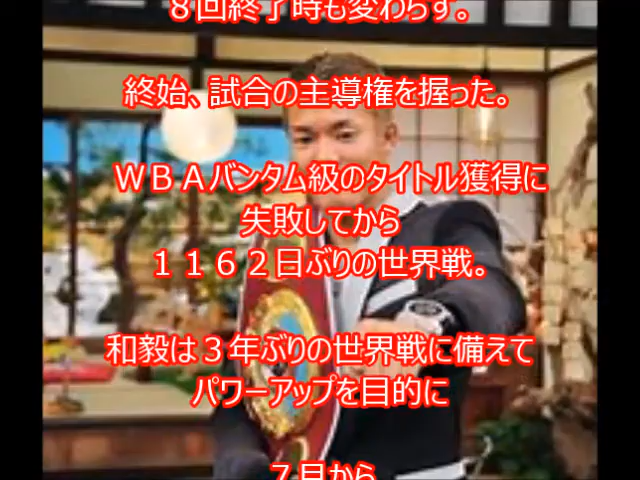 8回終了時も変わらず。
終始、試合の主導権を握った。
WBAバンタム級のタイトル獲得に
失敗してから
1162日ぶりの世界戦。
和毅は3年ぶりの世界戦に備えて
パワーアップを目的に
7月から